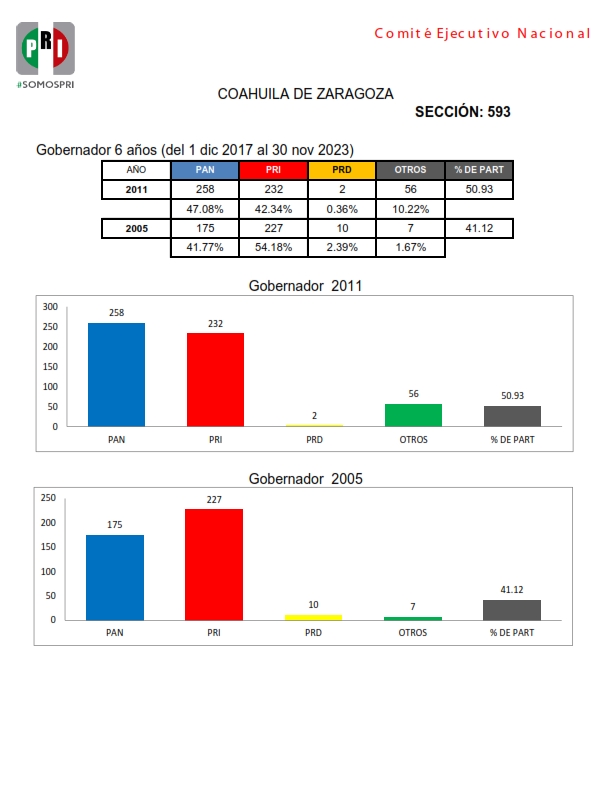 PRI
#SOMOSPRI
Comité Ejecutivo Nacional
COAHUILA DE ZARAGOZA
SECCIÓN: 593
Gobernador 6 años (del 1 dic 2017 al 30 nov 2023)
AÑO PAN PRI PRD OTROS % DE PART
2011 258 232 2 56 50.93
47.08% 42.34% 0.36% 10.22%
2005 175 227 10 7 41.12
41.77% 54.18% 2.39% 1.67%
Gobernador 2011
300
250
200
150
100
50
0
258
232
2
56
50.93
PAN PRI PRD OTROS % DE PART
Gobernador 2005
250
200
150
100
50
0
175
227
10
7
41.12
PAN PRI PRD OTROS % DE PART